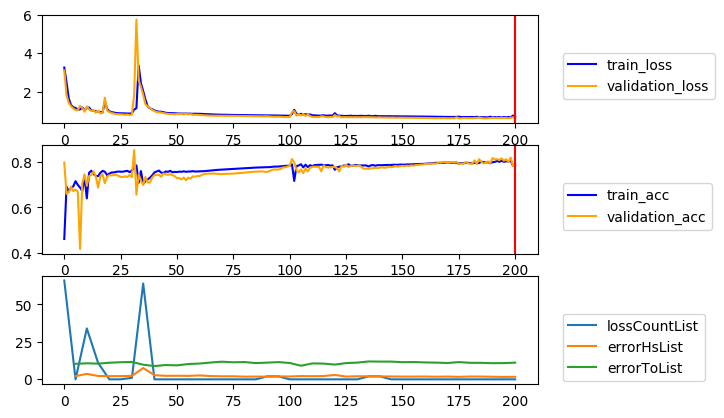 6
4
2
0 25 50 75 100 125 150 175 200
train_loss
validation_loss
0.8
0.6
0.4
0 25 50 75 100 125 150 175 200
train_acc
validation_acc
50
25
0
0 25 50 75 100 125 150 175 200
lossCountList
errorHsList
errorToList